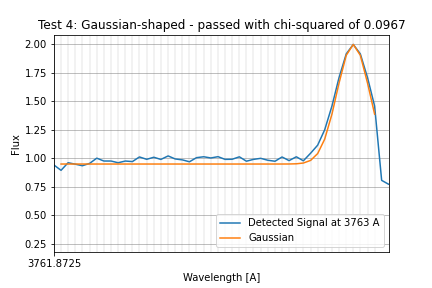 Test 4: Gaussian-shaped - passed with chi-squared of 0.0967
2.00
1.75
1.50
1.25
1.00
0.75
0.50
0.25
Flux
Detected Signal at 3763 A
Gaussian
3761.8725
Wavelength [A]